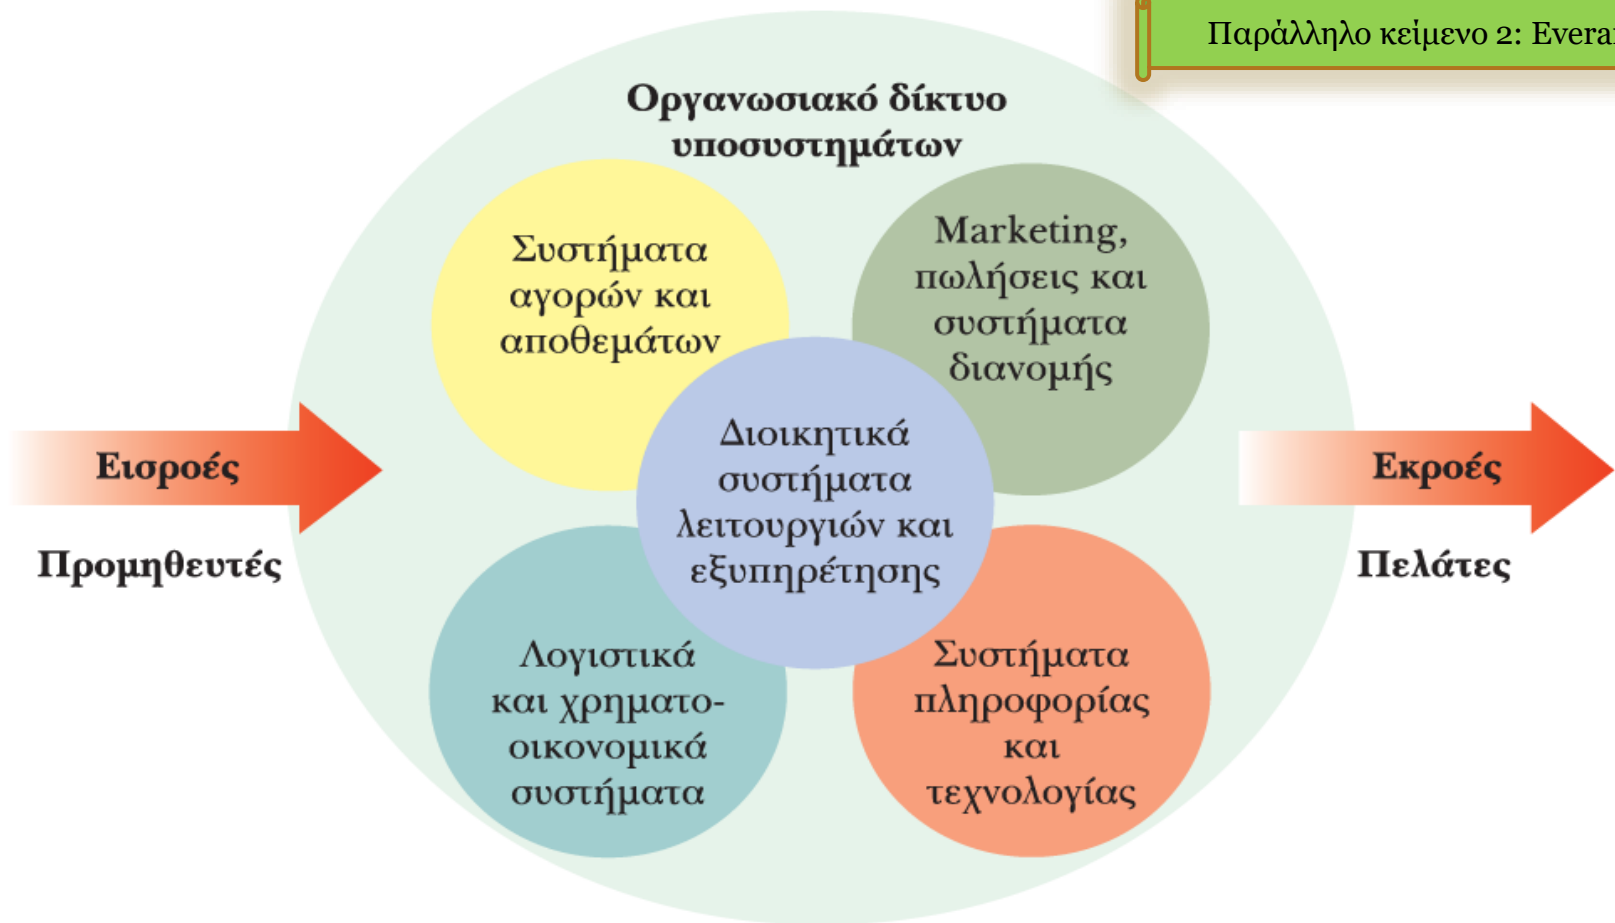 Παράλληλο κείμενο 2:
Οργανωσιακό δίκτυο
υποσυστημάτων
Συστήματα
αγορών και
αποθεμάτων
Marketing,
πωλήσεις και
συστήματα
διανομής
Διοικητικά
συστήματα
λειτουργιών και
εξυπηρέτησης
Εισροές
Προμηθευτές
Εκροές
Πελάτες
Λογιστικά
και χρηματο-
οικονομικά
συστήματα
Συστήματα
πληροφορίας
και
τεχνολογίας